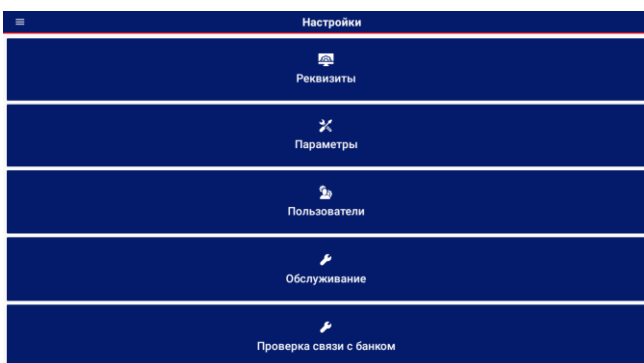 Настройки
Реквизиты
Параметры
Пользователи
Обслуживание
Проверка связи с банком